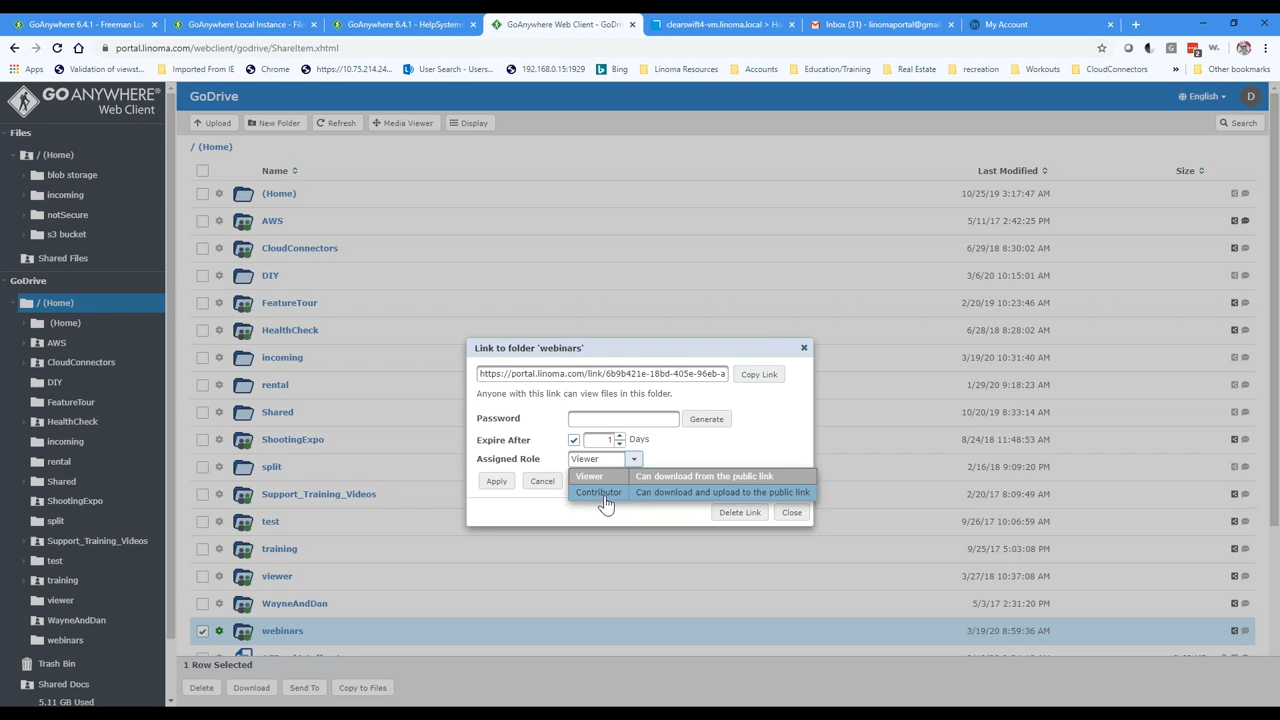 GoAnywhere 6.4.1 - Freeman Lou
GoAnywhere Local Instance - File
GoAnywhere 6.4.1 - HelpSystems
GoAnywhere Web Client - GoDriv
clearswift4-vm.linoma.local > Ho
Inbox (31) - linomaportal@gmail.
My Account
portal.linoma.com/webclient/godrive/ShareItem.xhtml
Apps
Validation of viewst...
Imported From IE
Chrome
https://10.75.214.24...
User Search - Users...
192.168.0.15:1929
Bing
Linoma Resources
Accounts
Education/Training
Real Estate
recreation
Workouts
CloudConnectors
»
Other bookmarks
GOANYWHERE®
Web Client
GoDrive
English
D
Files
/ (Home)
blob storage
incoming
notSecure
s3 bucket
Shared Files
GoDrive
/ (Home)
(Home)
AWS
CloudConnectors
DIY
FeatureTour
HealthCheck
incoming
rental
Shared
ShootingExpo
split
Support_Training_Videos
test
training
viewer
WayneAndDan
webinars
Trash Bin
Shared Docs
5.11 GB Used
Upload
New Folder
Refresh
Media Viewer
Display
Search
/ (Home)
Name
Last Modified
Size
(Home) 10/25/19 3:17:47 AM
AWS 5/11/17 2:42:25 PM
CloudConnectors 6/29/18 8:30:02 AM
DIY 3/6/20 10:15:01 AM
FeatureTour 2/20/19 10:23:46 AM
HealthCheck 6/28/18 8:28:02 AM
incoming 3/19/20 10:31:40 AM
rental 1/29/20 9:18:23 AM
Shared 10/20/19 8:33:14 AM
ShootingExpo 8/24/18 11:48:53 AM
split 2/16/18 9:09:20 PM
Support_Training_Videos 2/20/17 8:09:49 AM
test 9/26/17 10:06:59 AM
training 9/25/17 5:03:08 PM
viewer 3/27/18 10:37:08 AM
WayneAndDan 5/3/17 2:31:20 PM
webinars 3/19/20 8:59:36 AM
Link to folder 'webinars'
https://portal.linoma.com/link/6b9b421e-18bd-405e-96eb-a
Copy Link
Anyone with this link can view files in this folder.
Password
Generate
Expire After 1 Days
Assigned Role Viewer
Viewer Can download from the public link
Contributor Can download and upload to the public link
Apply
Cancel
Delete Link
Close
1 Row Selected
Delete
Download
Send To
Copy to Files